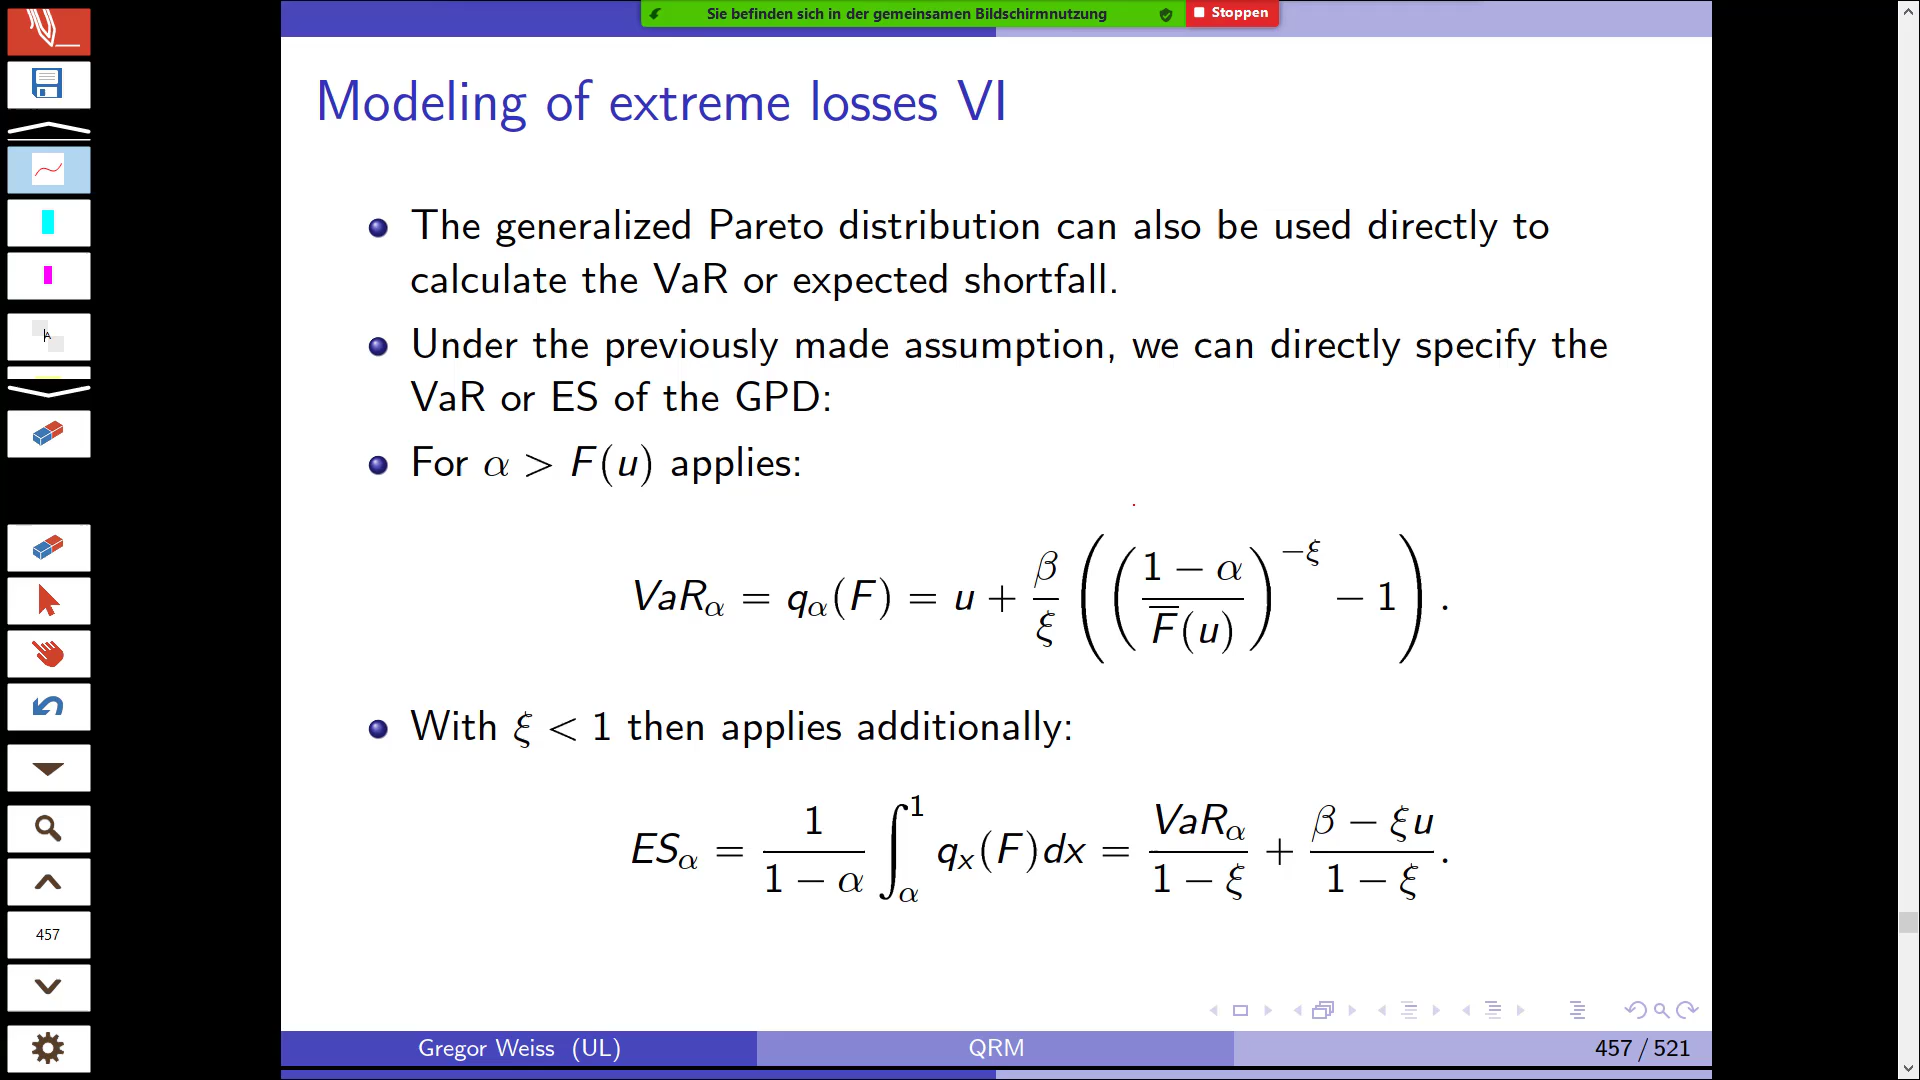 Sie befinden sich in der gemeinsamen Bildschirmnutzung
Stoppen
Modeling of extreme losses VI
The generalized Pareto distribution can also be used directly to
calculate the VaR or expected shortfall.
Under the previously made assumption, we can directly specify the
VaR or ES of the GPD:
For α > F(u) applies:
VaR_α = q_α(F) = u + β/ξ (((1 − α)/F̅(u))^{−ξ} − 1).
With ξ < 1 then applies additionally:
ES_α = 1/(1 − α) ∫_α^1 q_x(F)dx = VaR_α/(1 − ξ) + (β − ξu)/(1 − ξ).
457
Gregor Weiss (UL) QRM 457 / 521